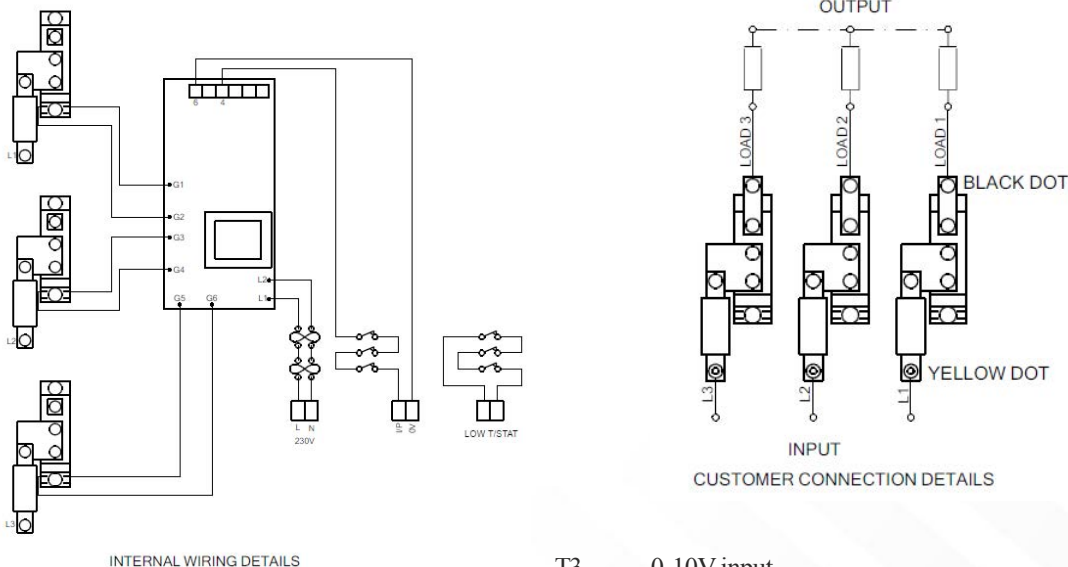 OUTPUT
6 4
L1
G1
G2
G3
G4
L2
L1
G5 G6
L2
L N
230V
I/P
0V
LOW T/STAT
L3
INTERNAL WIRING DETAILS
LOAD 3
LOAD 2
LOAD 1
BLACK DOT
YELLOW DOT
L3
L2
L1
INPUT
CUSTOMER CONNECTION DETAILS
T3 0-10V input